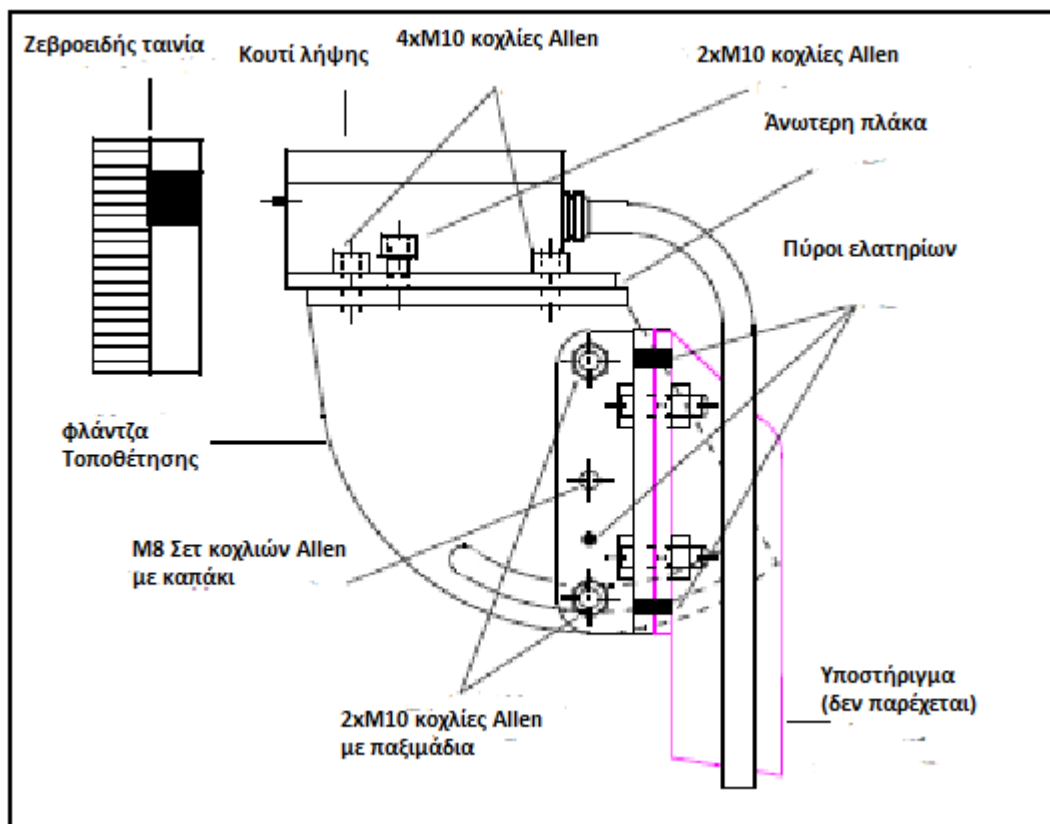 Ζεβροειδής ταινία
Κουτί λήψης
4xM10 κοχλίες Allen
2xM10 κοχλίες Allen
Άνωτερη πλάκα
Πύροι ελατηρίων
φλάντζα
Τοποθέτησης
M8 Σετ κοχλιών Allen
με καπάκι
2xM10 κοχλίες Allen
με παξιμάδια
Υποστήριγμα
(δεν παρέχεται)